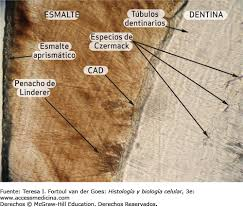 ESMALTE
Túbulos
dentinarios
DENTINA
Esmalte
aprismático
Especios de
Czermack
CAD
Penacho de
Linderer
Fuente: Teresa I. Fortoul van der Goes: Histología y biología celular, 3e:
www.accessmedicina.com
Derechos © McGraw-Hill Education. Derechos Reservados.